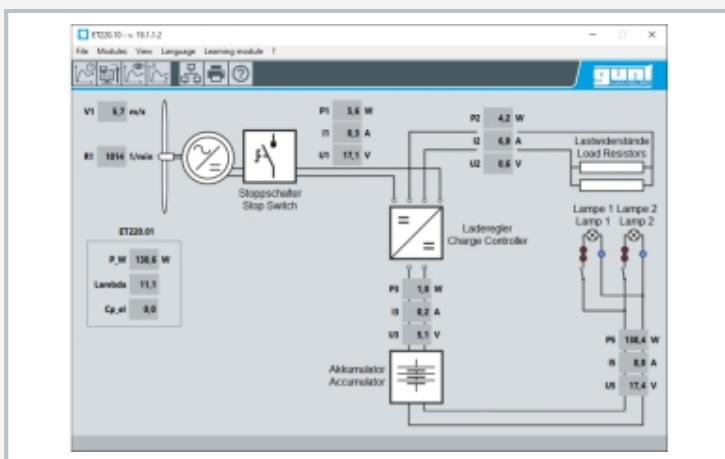 ET220.10 - v. 19.1.1.2
File Modules View Language Learning module ?
gunt
V1 5,7 m/s
R1 1014 1/min
P1 5,6 W
I1 0,3 A
U1 17,1 V
P2 4,2 W
I2 6,9 A
U2 0,6 V
Lastwiderstände
Load Resistors
Stoppschalter
Stop Switch
Lampe 1 Lampe 2
Lamp 1 Lamp 2
Laderegler
Charge Controller
ET220.01
P_W 130,6 W
Lambda 11,1
Cp_el 0,0
P3 1,0 W
I3 0,2 A
U3 5,1 V
Akkumulator
Accumulator
138,4 W
8,0 A
17,4 V